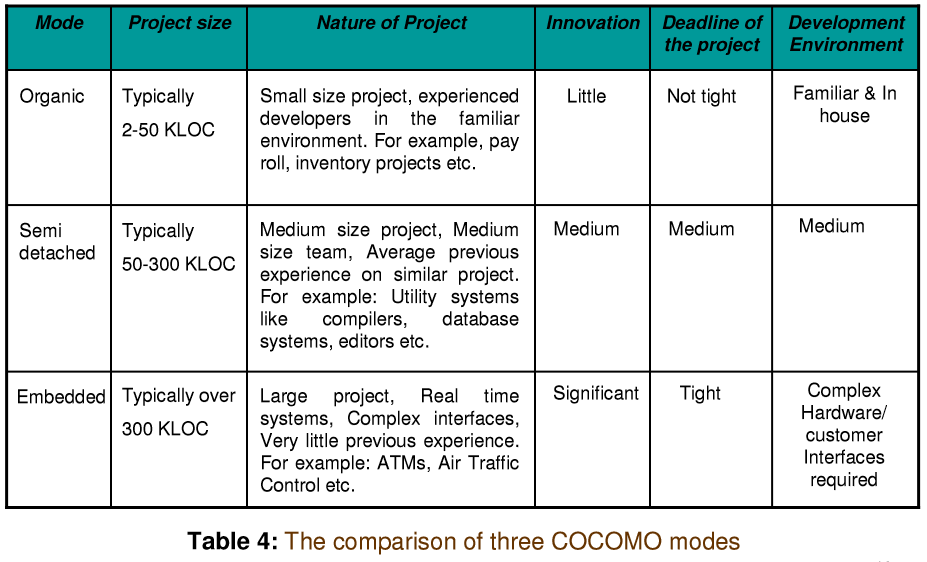 Mode Project size Nature of Project Innovation Deadline of the project Development Environment
Organic
Typically
2-50 KLOC
Small size project, experienced
developers in the familiar
environment. For example, pay
roll, inventory projects etc.
Little
Not tight
Familiar & In
house
Semi
detached
Typically
50-300 KLOC
Medium size project, Medium
size team, Average previous
experience on similar project.
For example: Utility systems
like compilers, database
systems, editors etc.
Medium
Medium
Medium
Embedded
Typically over
300 KLOC
Large project, Real time
systems, Complex interfaces,
Very little previous experience.
For example: ATMs, Air Traffic
Control etc.
Significant
Tight
Complex
Hardware/
customer
Interfaces
required
Table 4: The comparison of three COCOMO modes